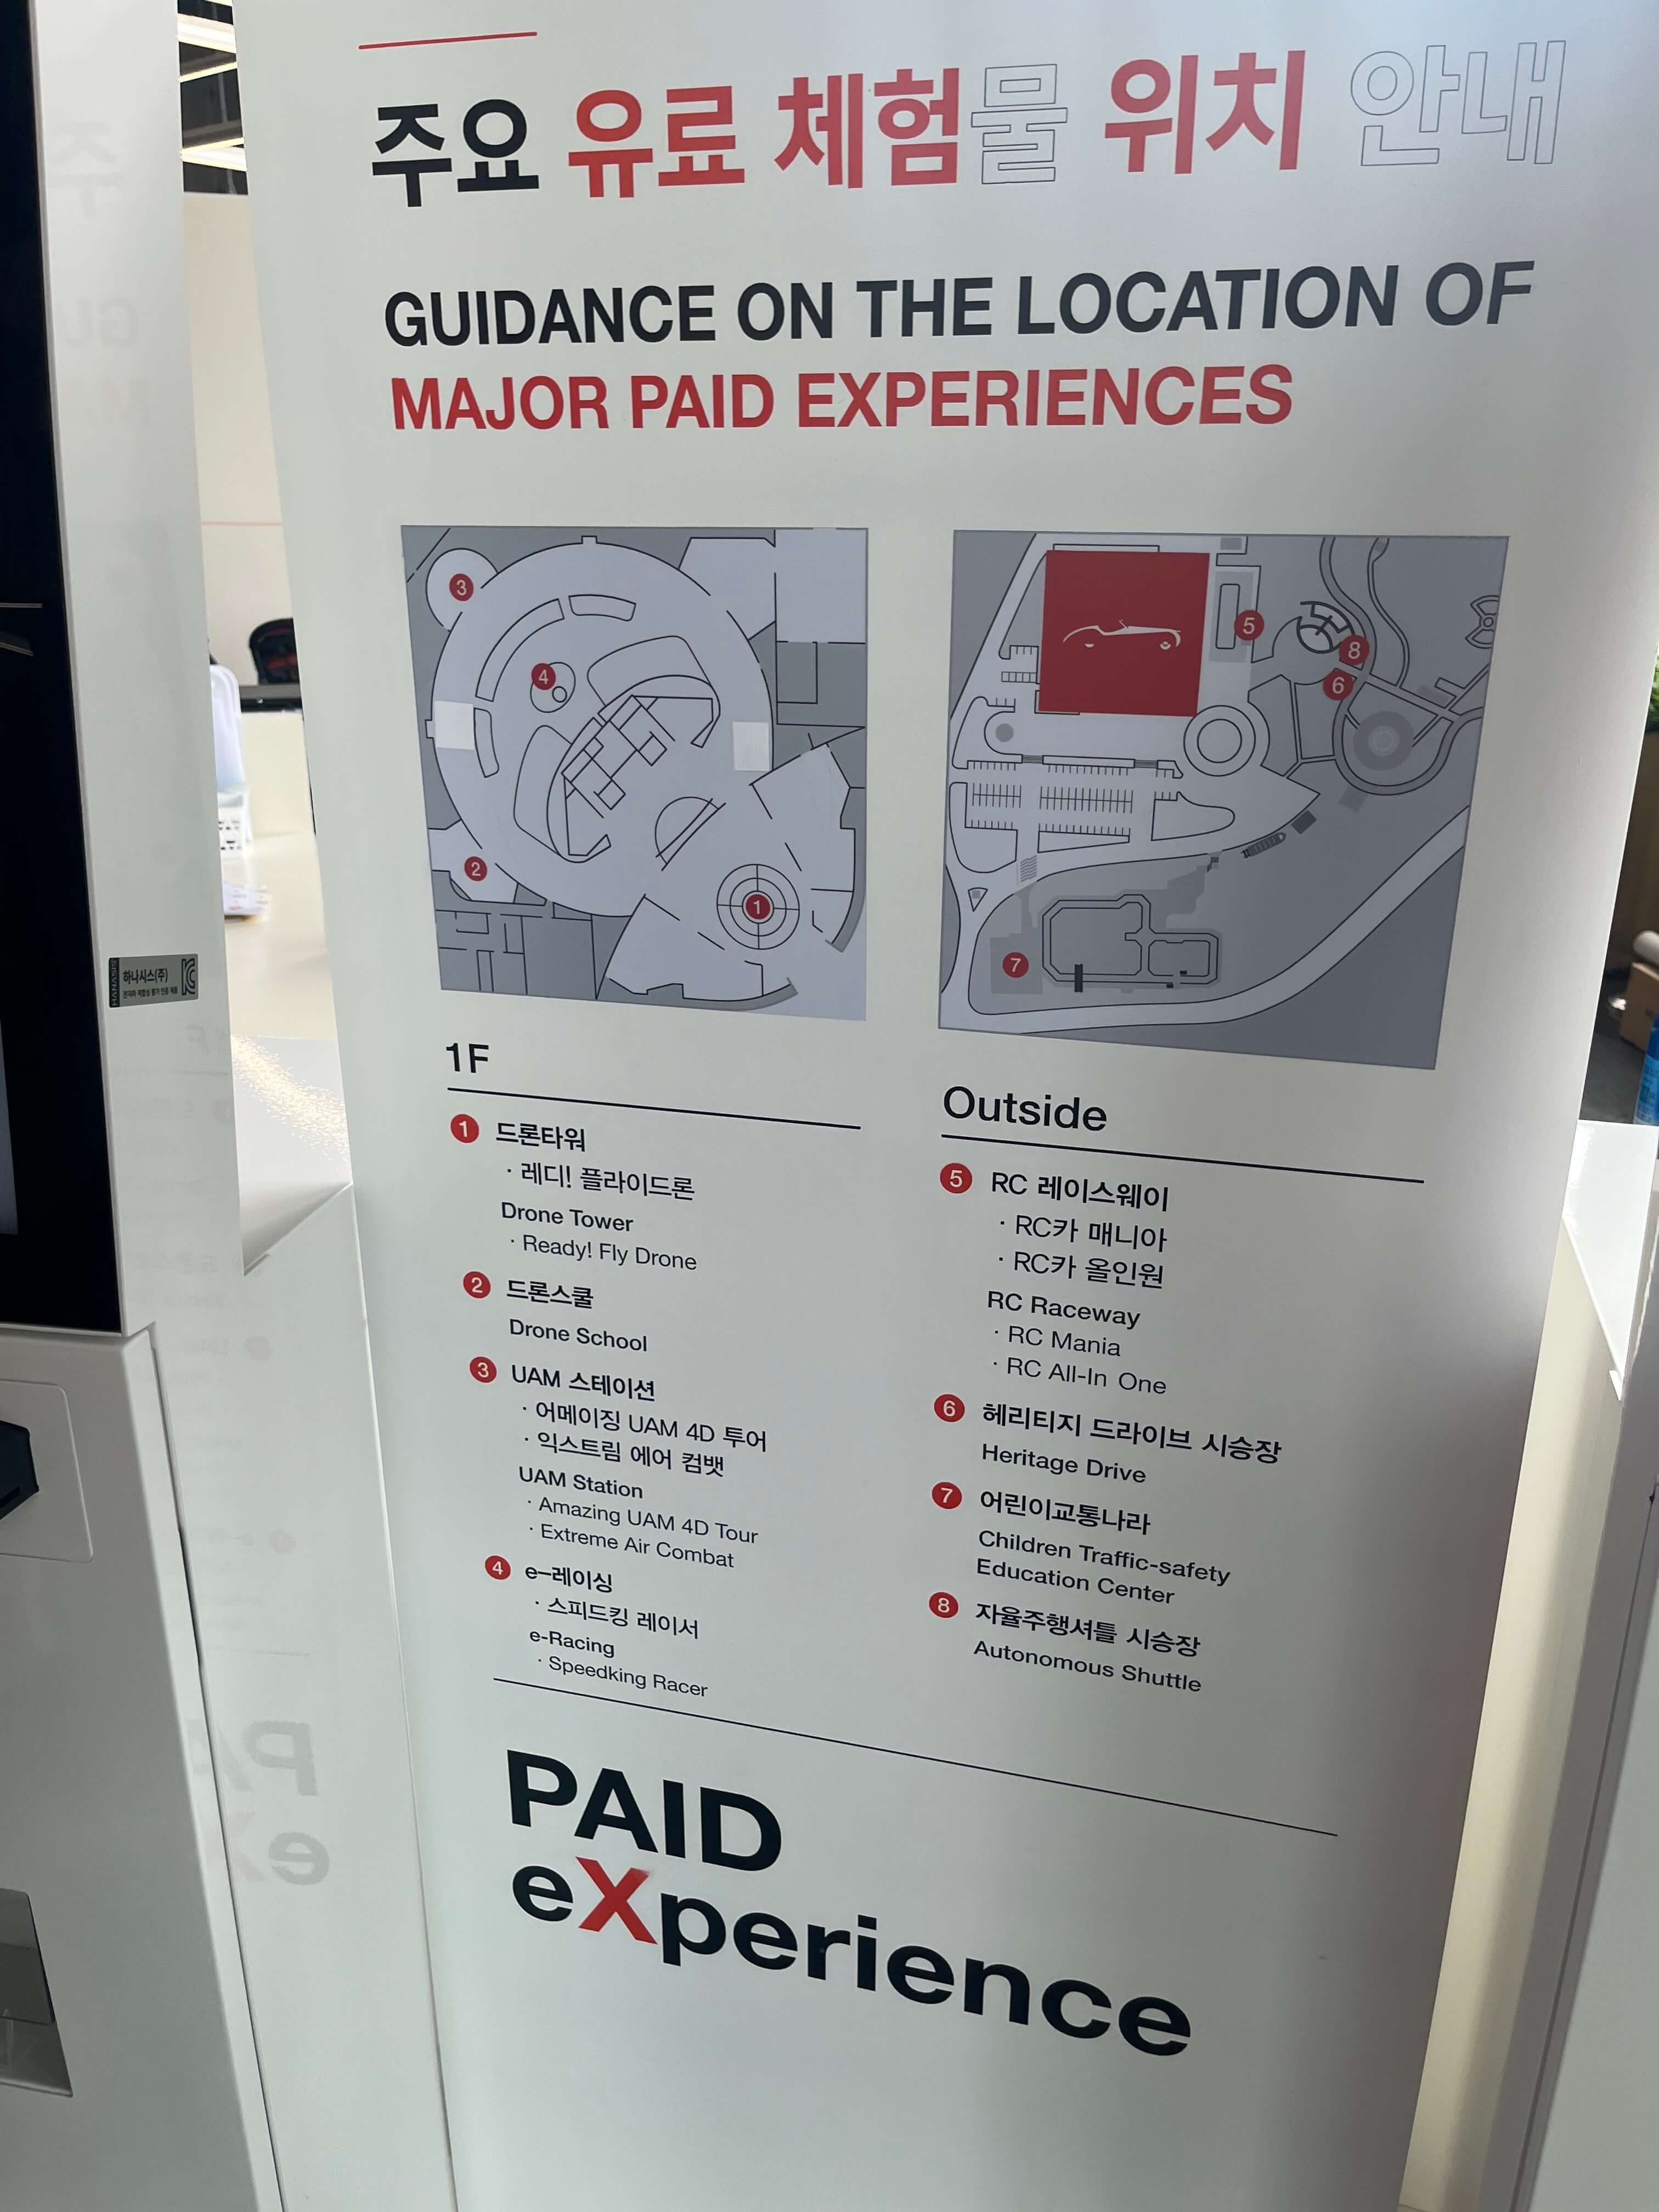 주요 유료 체험물 위치 안내
GUIDANCE ON THE LOCATION OF
MAJOR PAID EXPERIENCES
3
4
2
1
5
8
6
7
1F
1 드론타워
· 레디! 플라이드론
Drone Tower
· Ready! Fly Drone
2 드론스쿨
Drone School
3 UAM 스테이션
· 어메이징 UAM 4D 투어
· 익스트림 에어 컴뱃
UAM Station
· Amazing UAM 4D Tour
· Extreme Air Combat
4 e-레이싱
· 스피드킹 레이서
e-Racing
· Speedking Racer
Outside
5 RC 레이스웨이
· RC카 매니아
· RC카 올인원
RC Raceway
· RC Mania
· RC All-In One
6 헤리티지 드라이브 시승장
Heritage Drive
7 어린이교통나라
Children Traffic-safety
Education Center
8 자율주행셔틀 시승장
Autonomous Shuttle
PAID
eXperience
HANASIS
하나시스(주)